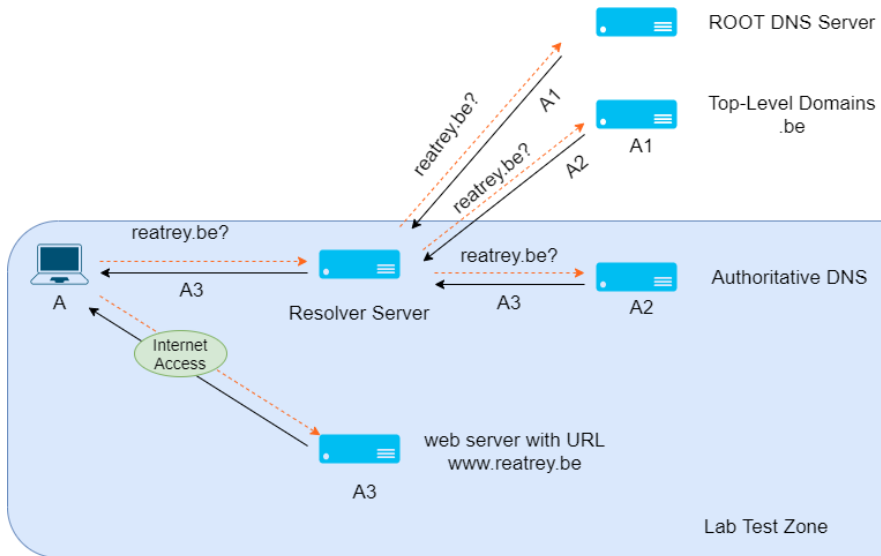 ROOT DNS Server
reatrey.be?
A1
Top-Level Domains
.be
A1
reatrey.be?
A2
reatrey.be?
A3
A
Resolver Server
reatrey.be?
A3
A2
Authoritative DNS
Internet
Access
web server with URL
www.reatrey.be
A3
Lab Test Zone